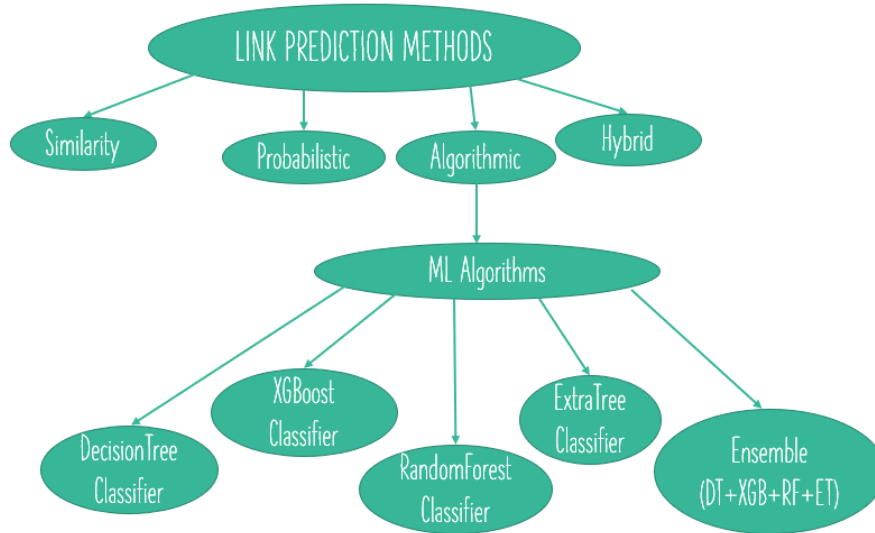 LINK PREDICTION METHODS
Similarity
Probabilistic
Algorithmic
Hybrid
ML Algorithms
DecisionTree
Classifier
XGBoost
Classifier
RandomForest
Classifier
ExtraTree
Classifier
Ensemble
(DT+XGB+RF+ET)